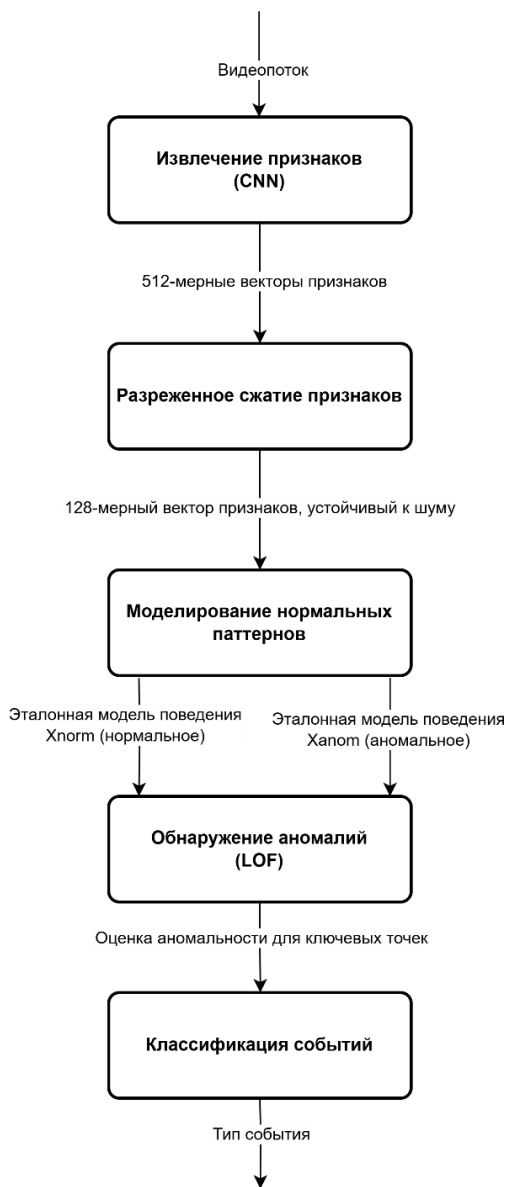 Видеопоток
Извлечение признаков
(CNN)
512-мерные векторы признаков
Разреженное сжатие признаков
128-мерный вектор признаков, устойчивый к шуму
Моделирование нормальных
паттернов
Эталонная модель поведения
Xnorm (нормальное)
Эталонная модель поведения
Xanom (аномальное)
Обнаружение аномалий
(LOF)
Оценка аномальности для ключевых точек
Классификация событий
Тип события